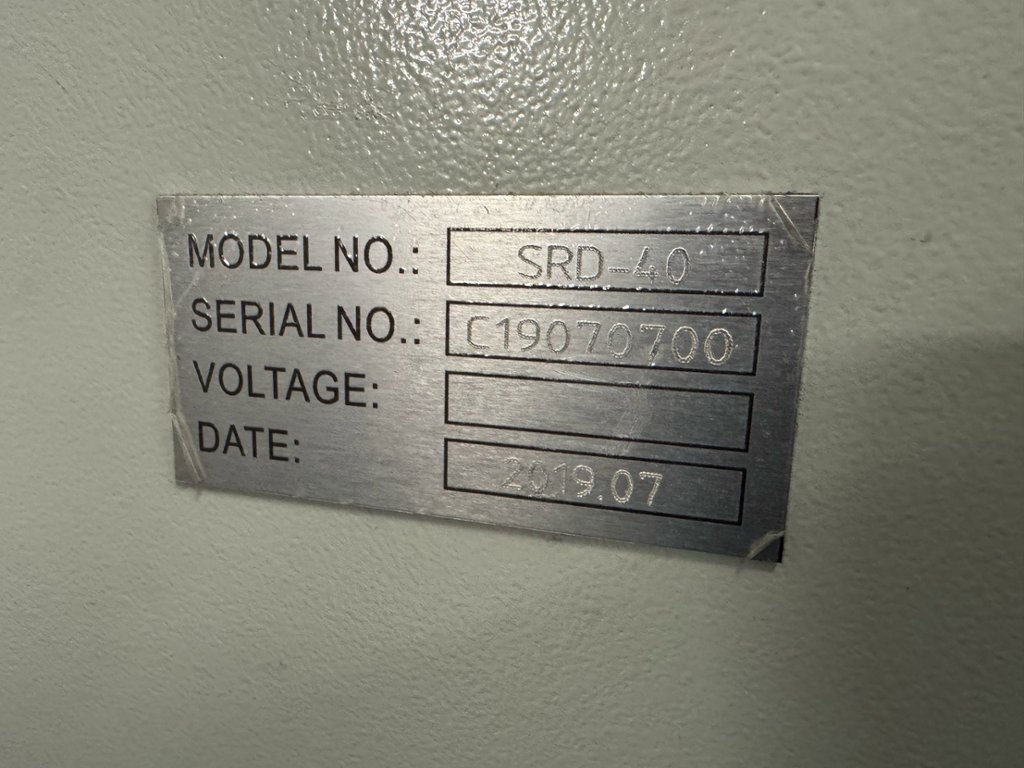 MODEL NO.: SRD-40
SERIAL NO.: C19070700
VOLTAGE:
DATE: 2019.07